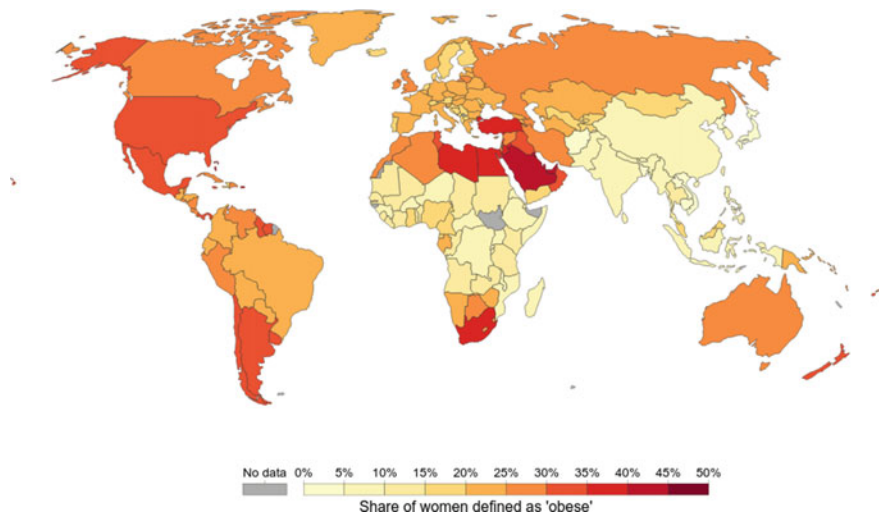 No data 0% 5% 10% 15% 20% 25% 30% 35% 40% 45% 50%
Share of women defined as 'obese'